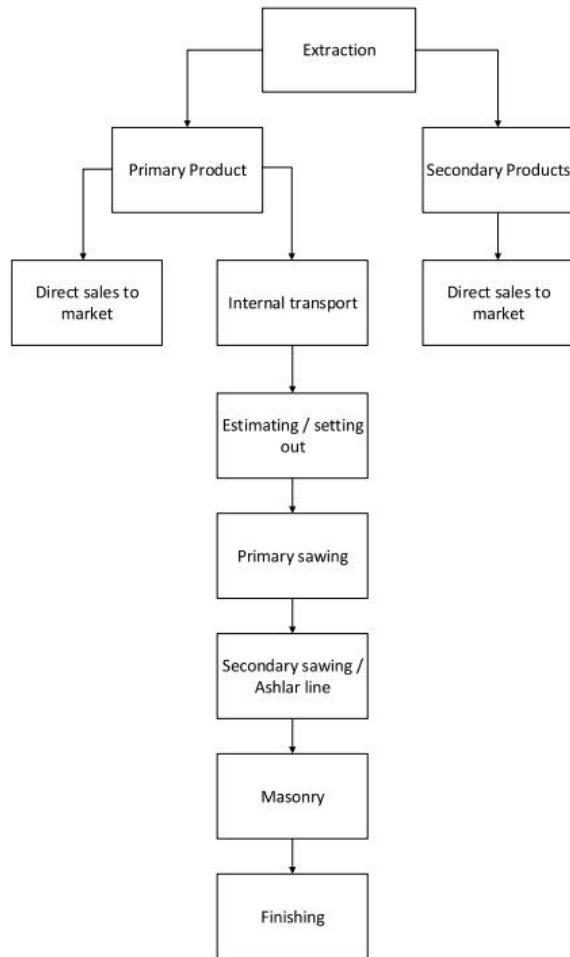 Extraction
Primary Product
Secondary Products
Direct sales to
market
Internal transport
Direct sales to
market
Estimating / setting
out
Primary sawing
Secondary sawing /
Ashlar line
Masonry
Finishing